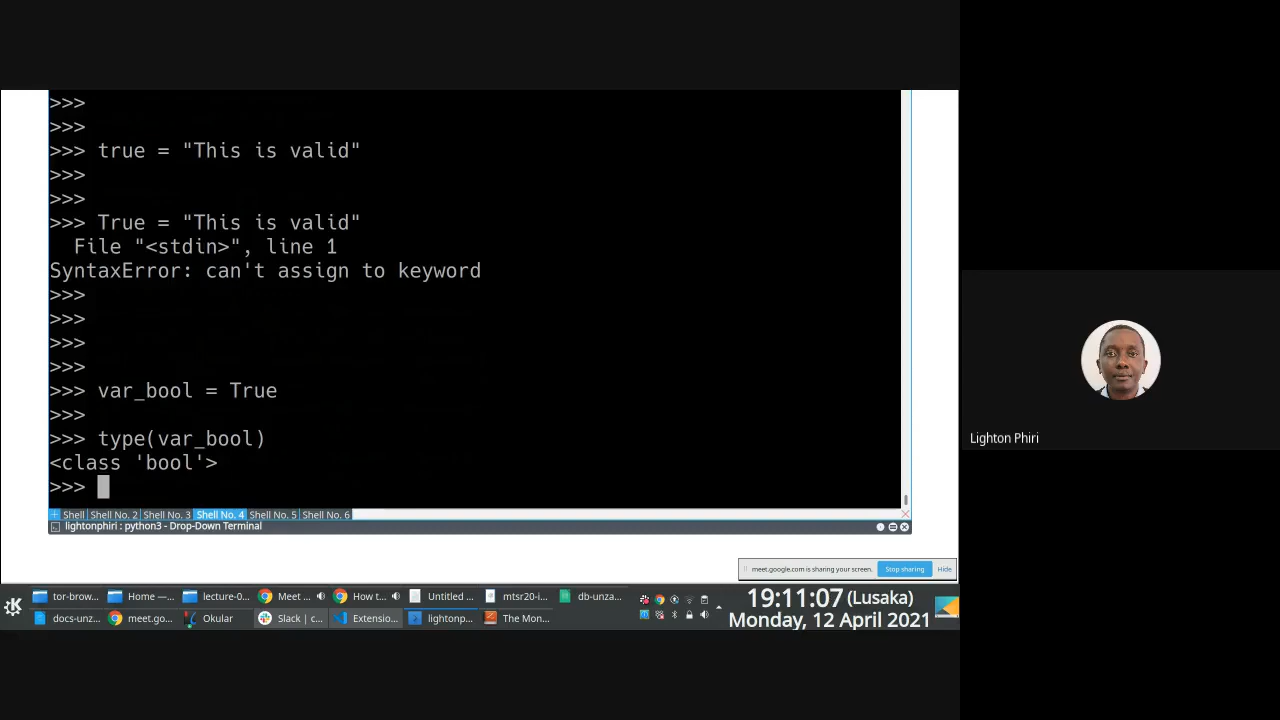 >>>
>>>
>>> true = "This is valid"
>>>
>>>
>>> True = "This is valid"
File "<stdin>", line 1
SyntaxError: can't assign to keyword
>>>
>>>
>>>
>>>
>>> var_bool = True
>>>
>>> type(var_bool)
<class 'bool'>
>>>
Shell Shell No. 2 Shell No. 3 Shell No. 4 Shell No. 5 Shell No. 6
lightonphiri : python3 - Drop-Down Terminal
Lighton Phiri
meet.google.com is sharing your screen. Stop sharing Hide
tor-brow... Home —... lecture-0... Meet ... How t... Untitled ... mtsr20-i... db-unza...
docs-unz... meet.go... Okular Slack | c... Extensio... lightonp... The Mon...
19:11:07 (Lusaka)
Monday, 12 April 2021